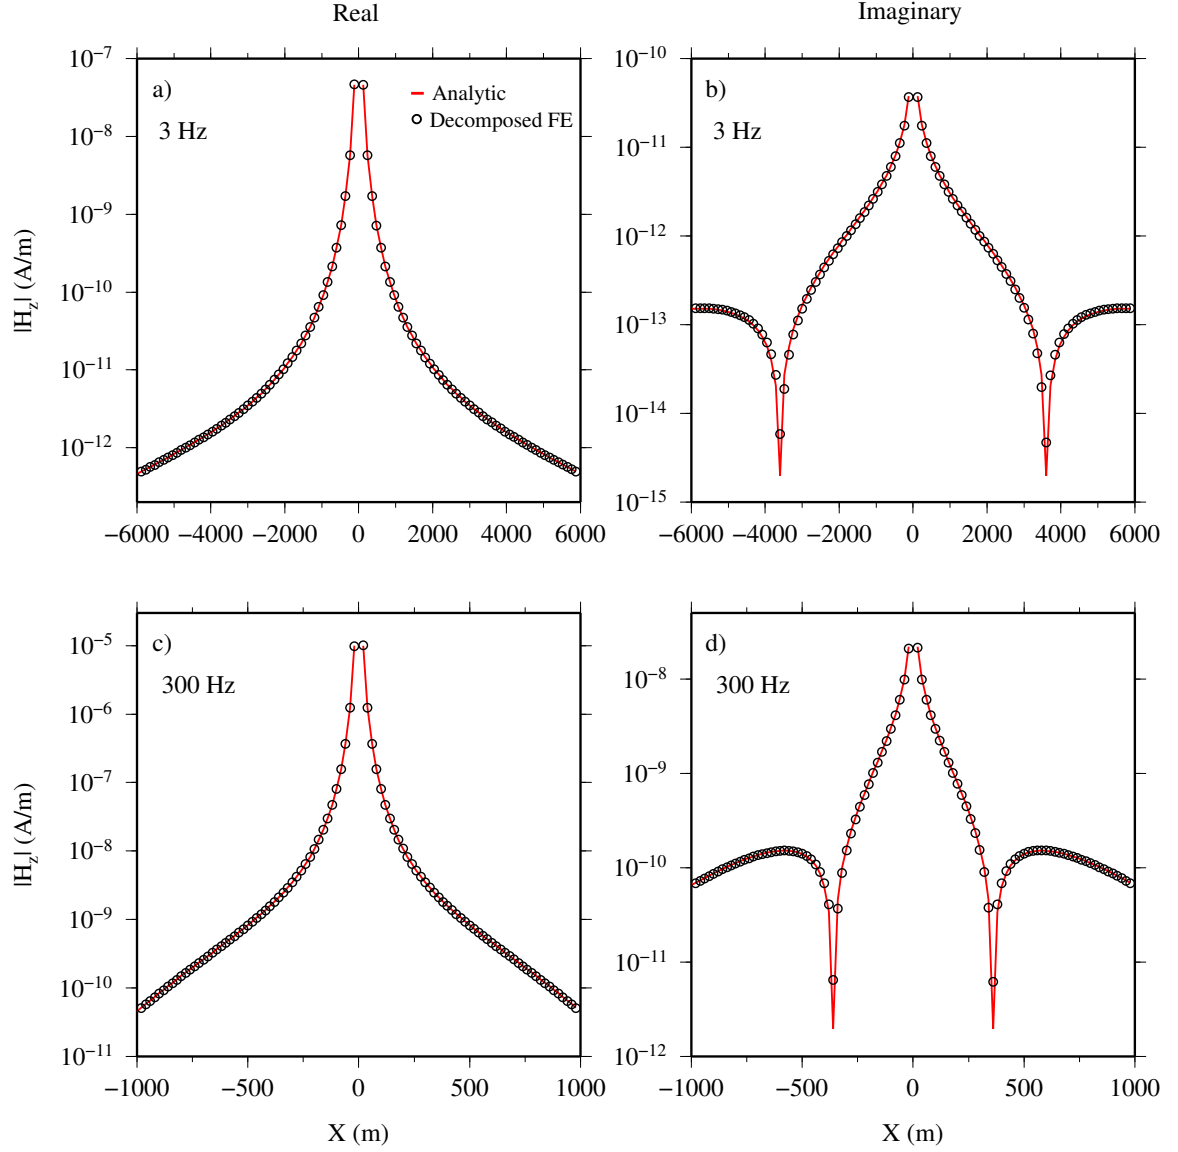 Real
Imaginary
a)
3 Hz
Analytic
Decomposed FE
|H_z| (A/m)
10⁻⁷
10⁻⁸
10⁻⁹
10⁻¹⁰
10⁻¹¹
10⁻¹²
−6000 −4000 −2000 0 2000 4000 6000
b)
3 Hz
10⁻¹⁰
10⁻¹¹
10⁻¹²
10⁻¹³
10⁻¹⁴
10⁻¹⁵
−6000 −4000 −2000 0 2000 4000 6000
c)
300 Hz
|H_z| (A/m)
10⁻⁵
10⁻⁶
10⁻⁷
10⁻⁸
10⁻⁹
10⁻¹⁰
10⁻¹¹
−1000 −500 0 500 1000
X (m)
d)
300 Hz
10⁻⁸
10⁻⁹
10⁻¹⁰
10⁻¹¹
10⁻¹²
−1000 −500 0 500 1000
X (m)